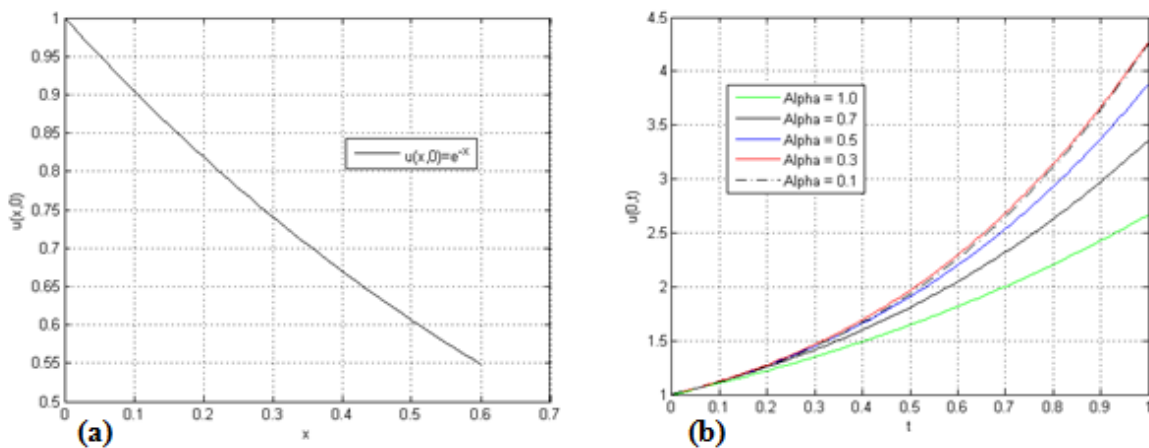 1
0.95
0.9
0.85
0.8
0.75
0.7
0.65
0.6
0.55
0.5
u(x,0)
u(x,0)=e^-x
0 0.1 0.2 0.3 0.4 0.5 0.6 0.7
x
(a)
4.5
4
3.5
3
2.5
2
1.5
1
u(0,t)
Alpha = 1.0
Alpha = 0.7
Alpha = 0.5
Alpha = 0.3
Alpha = 0.1
0 0.1 0.2 0.3 0.4 0.5 0.6 0.7 0.8 0.9 1
t
(b)